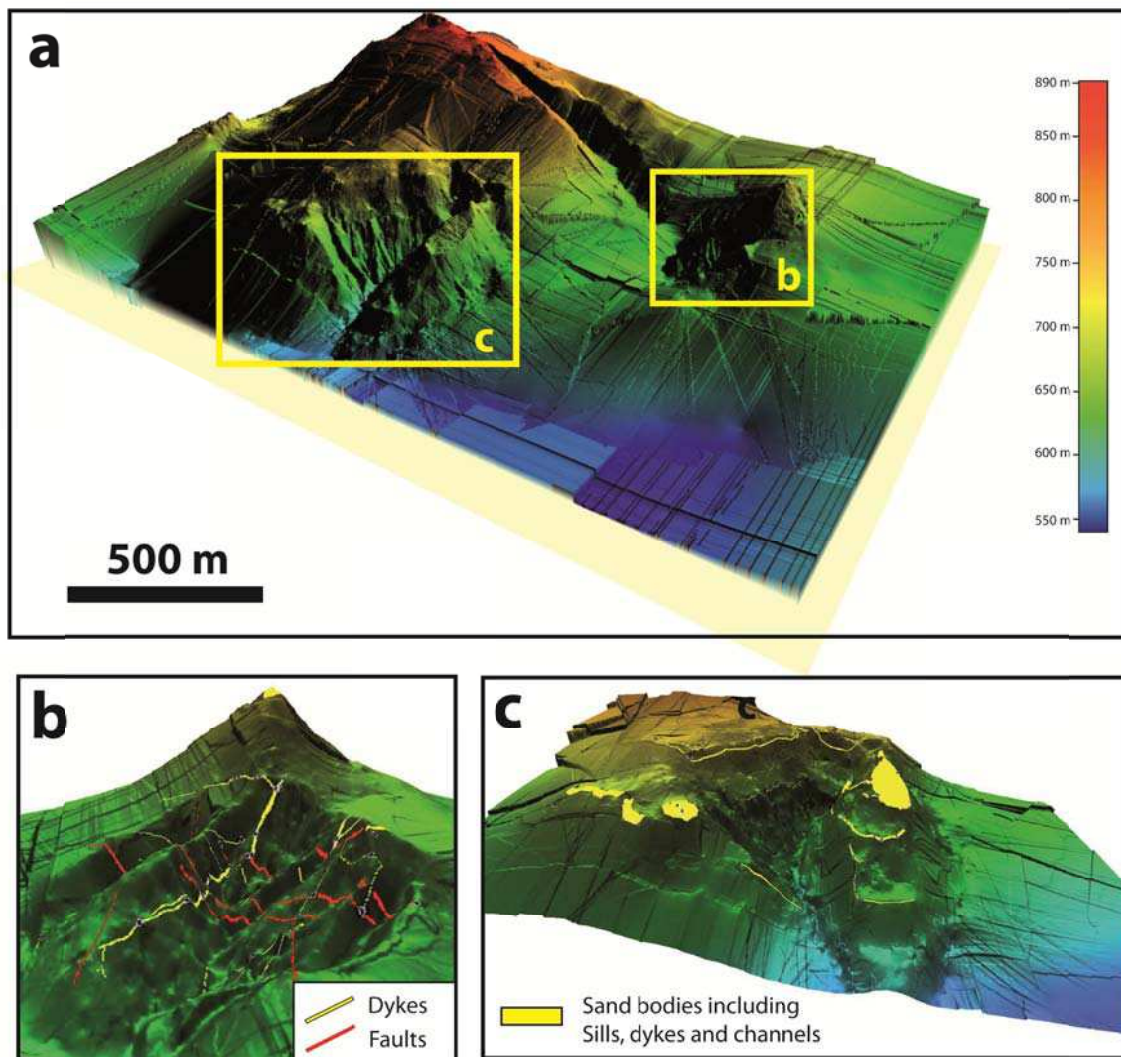 a
890 m
850 m
800 m
750 m
700 m
650 m
600 m
550 m
b
c
500 m
b
Dykes
Faults
c
c
Sand bodies including
Sills, dykes and channels